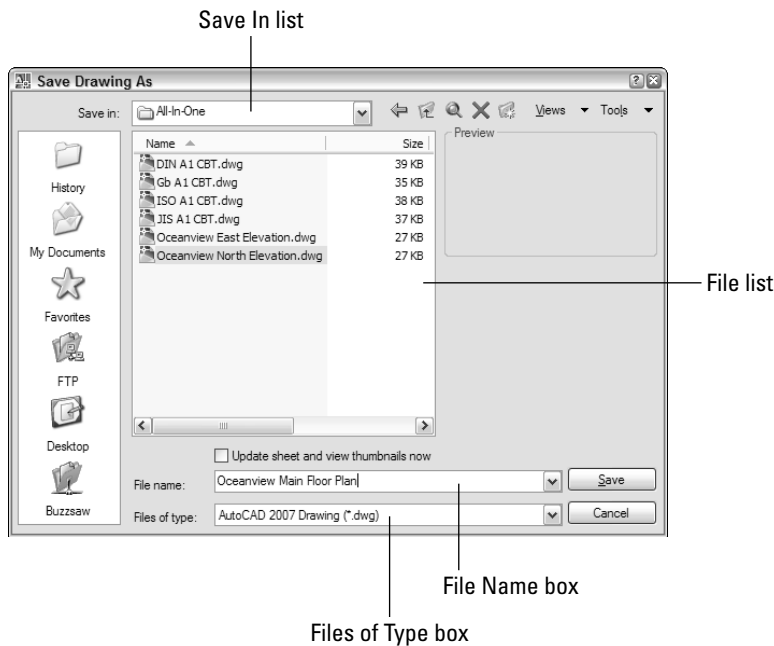 Save In list
Save Drawing As
Save in: All-In-One Views Tools
Name Size Preview
DIN A1 CBT.dwg 39 KB
Gb A1 CBT.dwg 35 KB
ISO A1 CBT.dwg 38 KB
JIS A1 CBT.dwg 37 KB
Oceanview East Elevation.dwg 27 KB
Oceanview North Elevation.dwg 27 KB
History
My Documents
Favorites
FTP
Desktop
Buzzsaw
File list
Update sheet and view thumbnails now
File name: Oceanview Main Floor Plan Save
Files of type: AutoCAD 2007 Drawing (*.dwg) Cancel
File Name box
Files of Type box